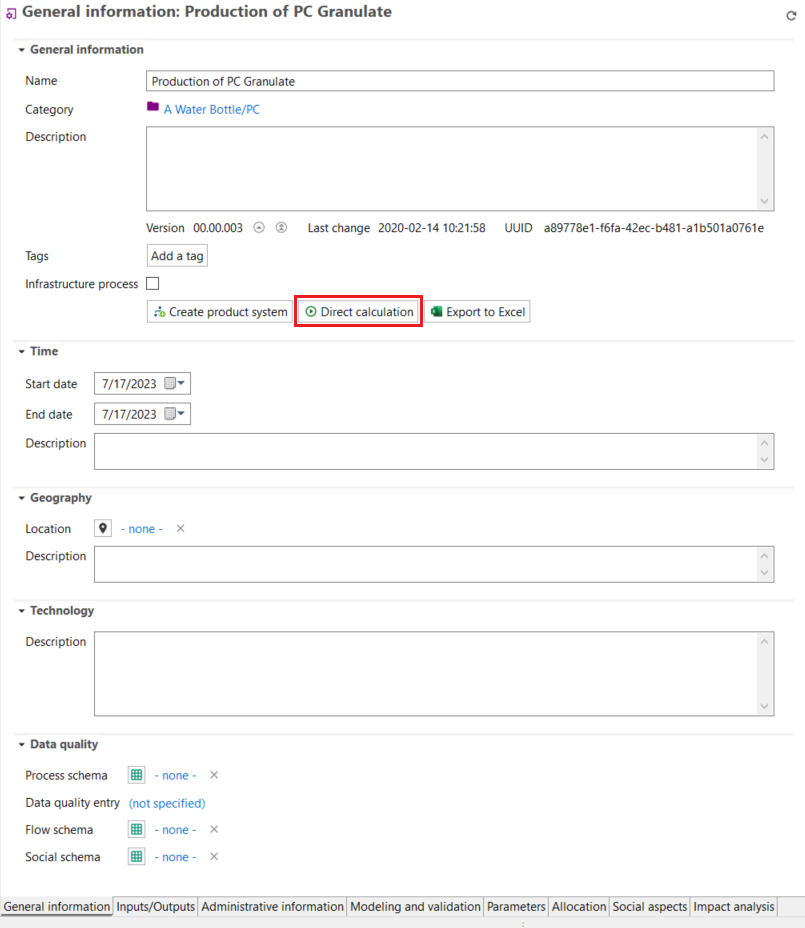 General information: Production of PC Granulate
General information
Name Production of PC Granulate
Category A Water Bottle/PC
Description
Version 00.00.003 Last change 2020-02-14 10:21:58 UUID a89778e1-f6fa-42ec-b481-a1b501a0761e
Tags Add a tag
Infrastructure process
Create product system Direct calculation Export to Excel
Time
Start date 7/17/2023
End date 7/17/2023
Description
Geography
Location - none -
Description
Technology
Description
Data quality
Process schema - none -
Data quality entry (not specified)
Flow schema - none -
Social schema - none -
General information Inputs/Outputs Administrative information Modeling and validation Parameters Allocation Social aspects Impact analysis